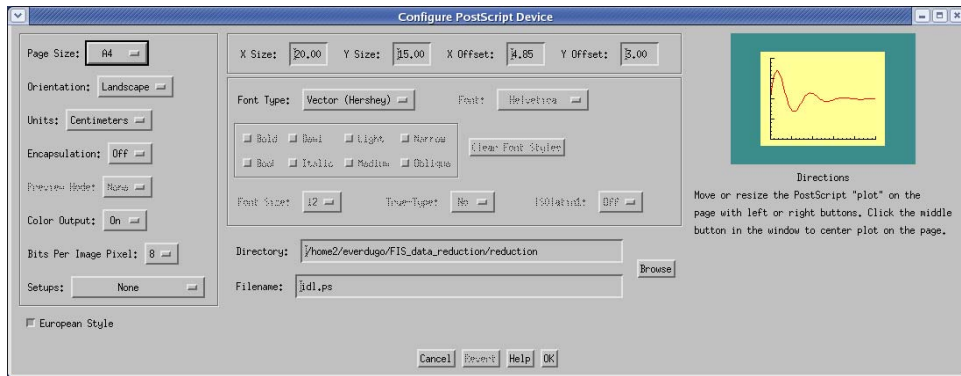 Configure PostScript Device
Page Size: A4
Orientation: Landscape
Units: Centimeters
Encapsulation: Off
Preview Mode: None
Color Output: On
Bits Per Image Pixel: 8
Setups: None
European Style
X Size: 20.00 Y Size: 15.00 X Offset: 4.85 Y Offset: 3.00
Font Type: Vector (Hershey) Font: Helvetica
Bold Demi Light Narrow
Book Italic Medium Oblique
Clear Font Styles
Font Size: 12 True-Type: No ISOlatin1: Off
Directory: /home2/everdugo/FIS_data_reduction/reduction
Filename: idl.ps
Browse
Directions
Move or resize the PostScript "plot" on the
page with left or right buttons. Click the middle
button in the window to center plot on the page.
Cancel Revert Help OK